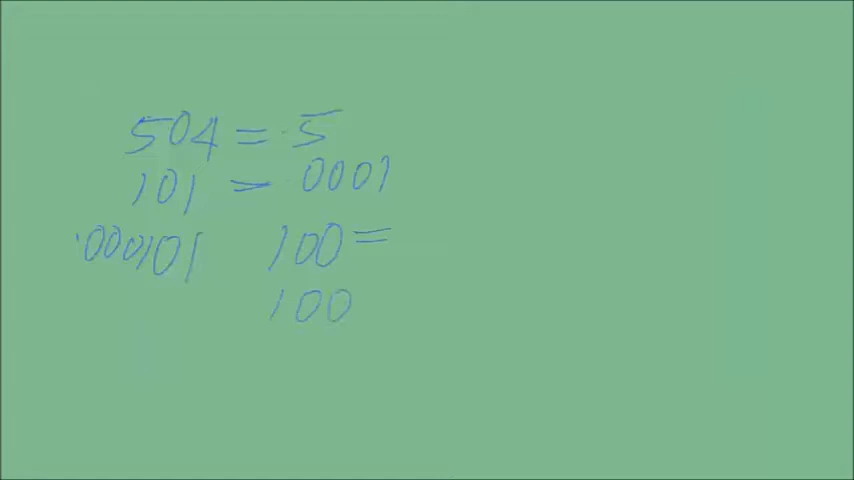 504 = 5
101 = 0001
000101 100 =
100